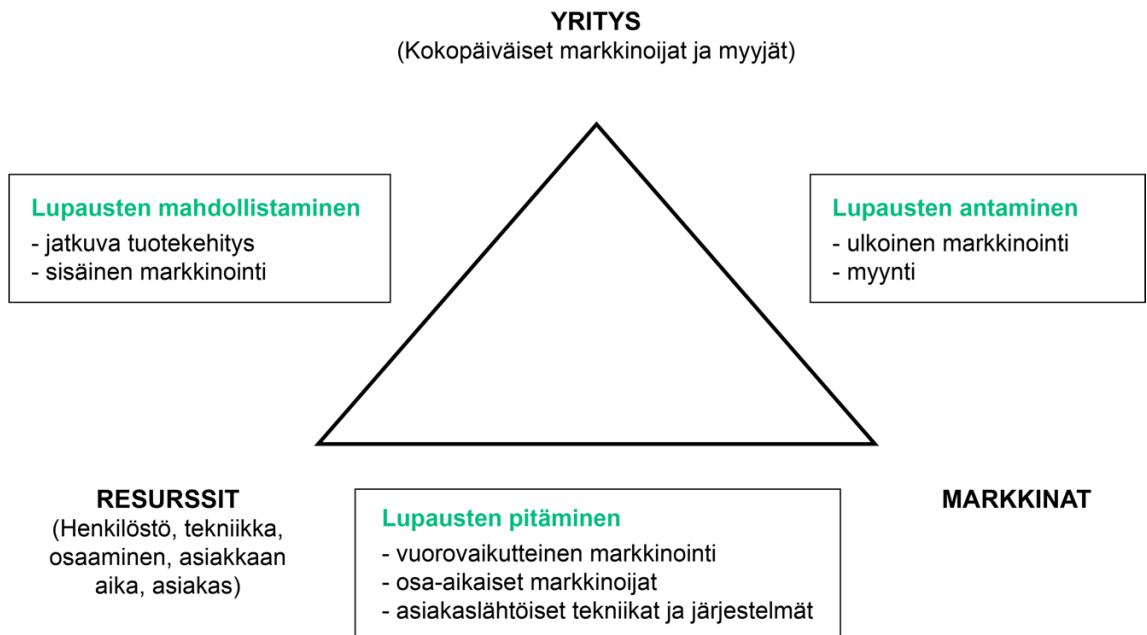 YRITYS
(Kokopäiväiset markkinoijat ja myyjät)
Lupausten mahdollistaminen
- jatkuva tuotekehitys
- sisäinen markkinointi
Lupausten antaminen
- ulkoinen markkinointi
- myynti
RESURSSIT
(Henkilöstö, tekniikka,
osaaminen, asiakkaan
aika, asiakas)
Lupausten pitäminen
- vuorovaikutteinen markkinointi
- osa-aikaiset markkinoijat
- asiakaslähtöiset tekniikat ja järjestelmät
MARKKINAT